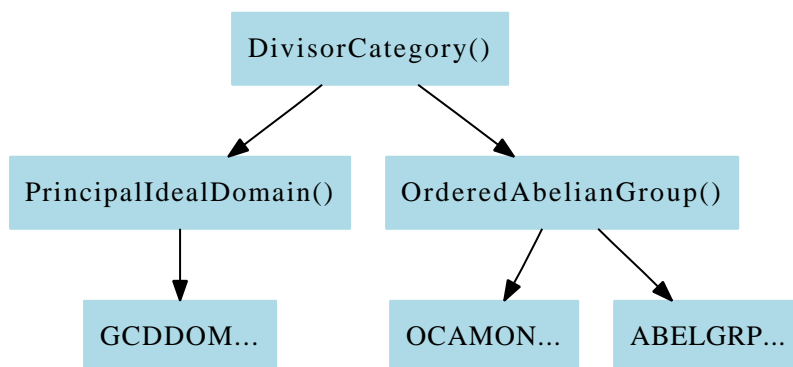 DivisorCategory()
PrincipalIdealDomain()
OrderedAbelianGroup()
GCDDOM...
OCAMON...
ABELGRP...